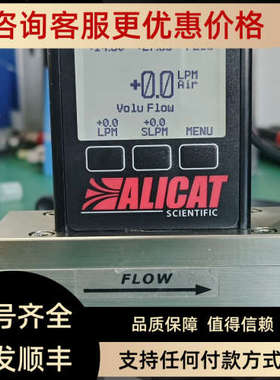 咨询客服更优惠价格
+0.0 LPM
Air
Volu Flow
+0.0 +0.0
LPM SLPM MENU
ALICAT
SCIENTIFIC
FLOW
号齐全 品质保障 值得信赖
发顺丰 支持任何付款方式